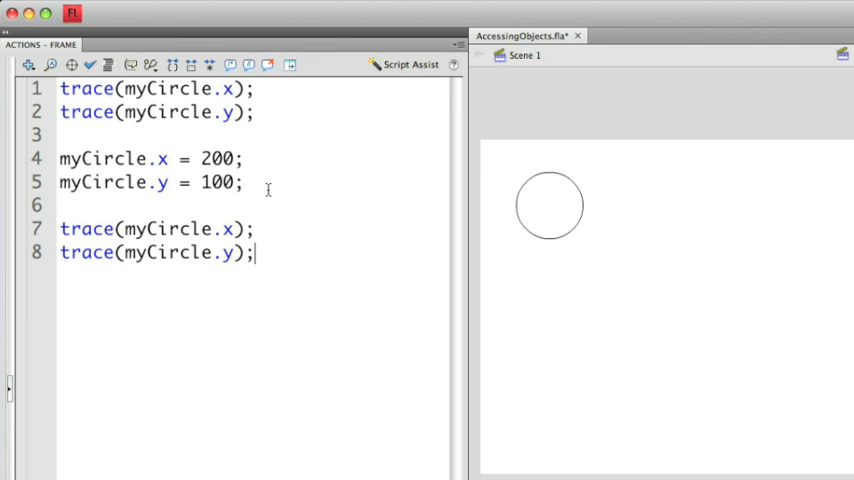 FL
ACTIONS - FRAME
Script Assist
1 trace(myCircle.x);
2 trace(myCircle.y);
3
4 myCircle.x = 200;
5 myCircle.y = 100;
6
7 trace(myCircle.x);
8 trace(myCircle.y);
AccessingObjects.fla*
Scene 1